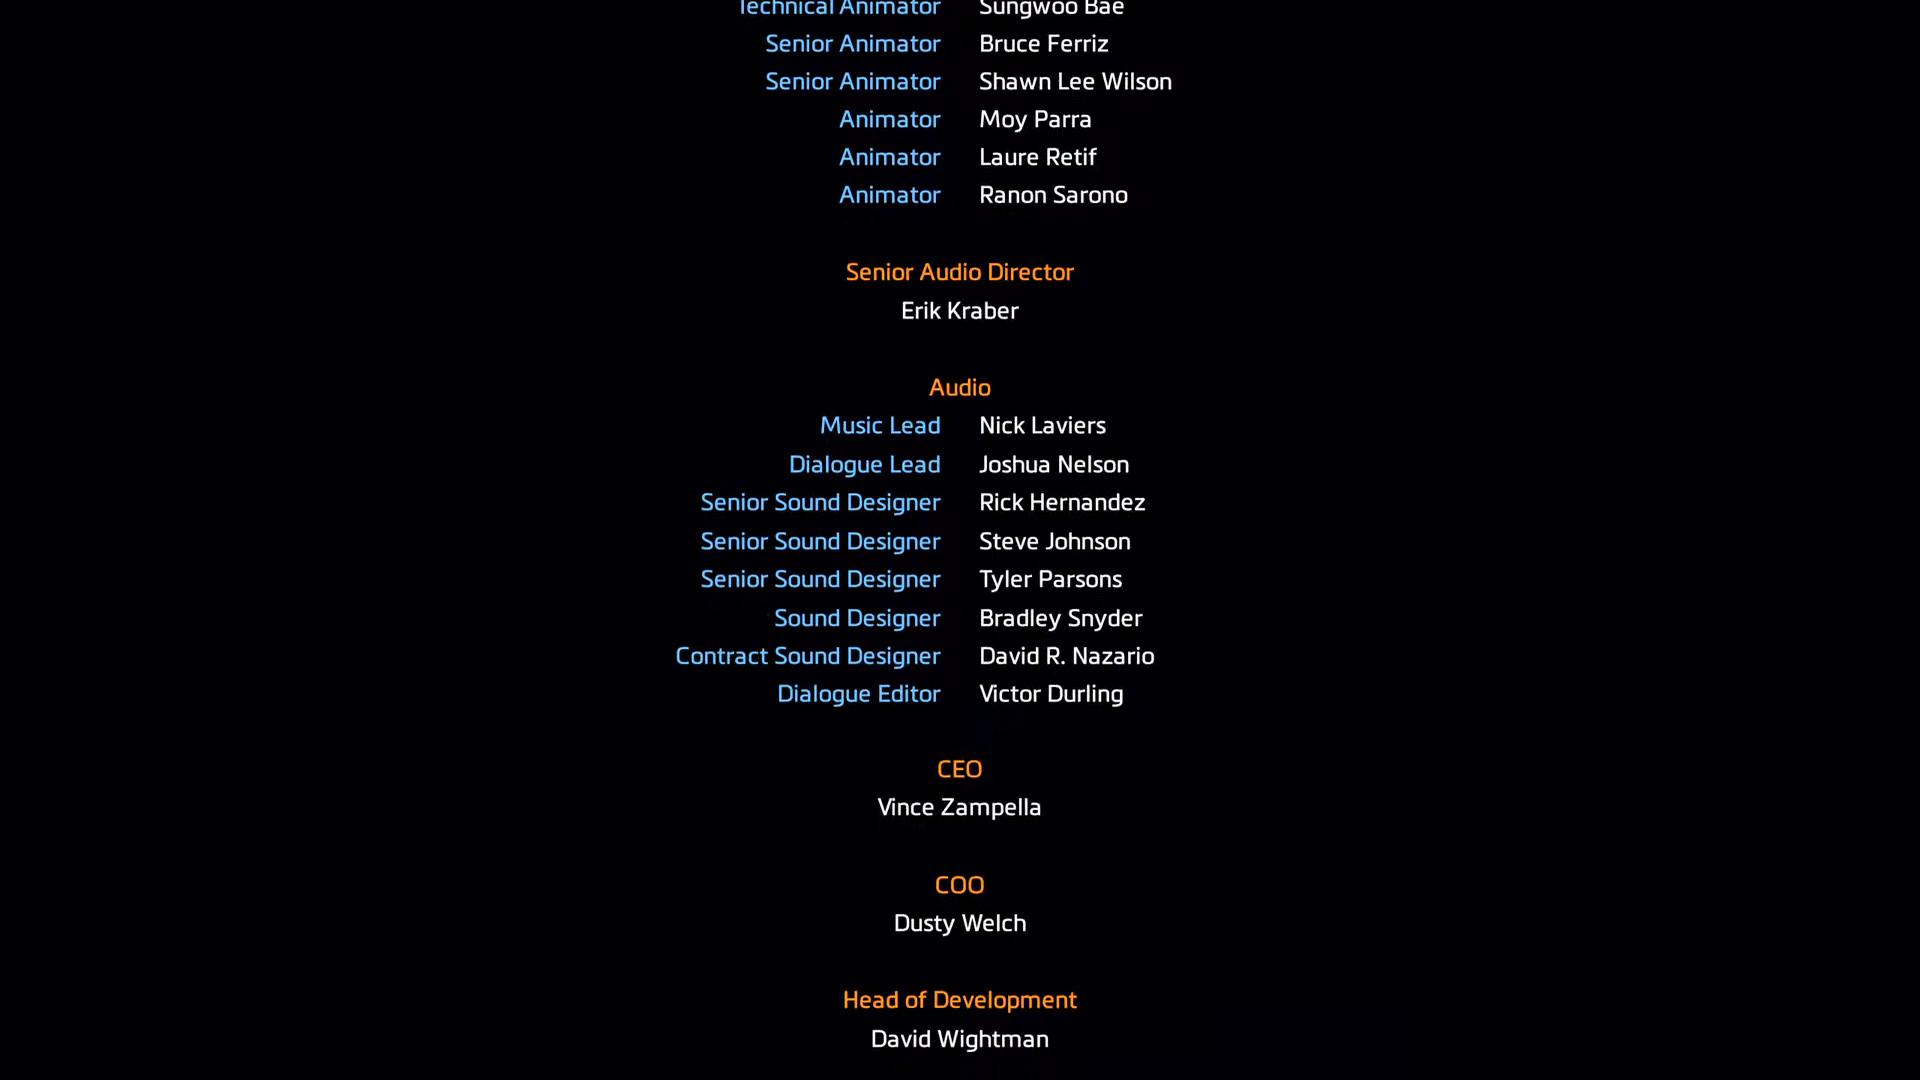 Technical Animator Sungwoo Bae
Senior Animator Bruce Ferriz
Senior Animator Shawn Lee Wilson
Animator Moy Parra
Animator Laure Retif
Animator Ranon Sarono
Senior Audio Director
Erik Kraber
Audio
Music Lead Nick Laviers
Dialogue Lead Joshua Nelson
Senior Sound Designer Rick Hernandez
Senior Sound Designer Steve Johnson
Senior Sound Designer Tyler Parsons
Sound Designer Bradley Snyder
Contract Sound Designer David R. Nazario
Dialogue Editor Victor Durling
CEO
Vince Zampella
COO
Dusty Welch
Head of Development
David Wightman